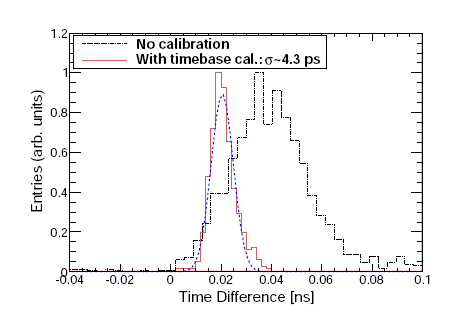 1.2
No calibration
With timebase cal.: σ~4.3 ps
1
0.8
0.6
0.4
0.2
0
Entries (arb. units)
-0.04 -0.02 0 0.02 0.04 0.06 0.08 0.1
Time Difference [ns]